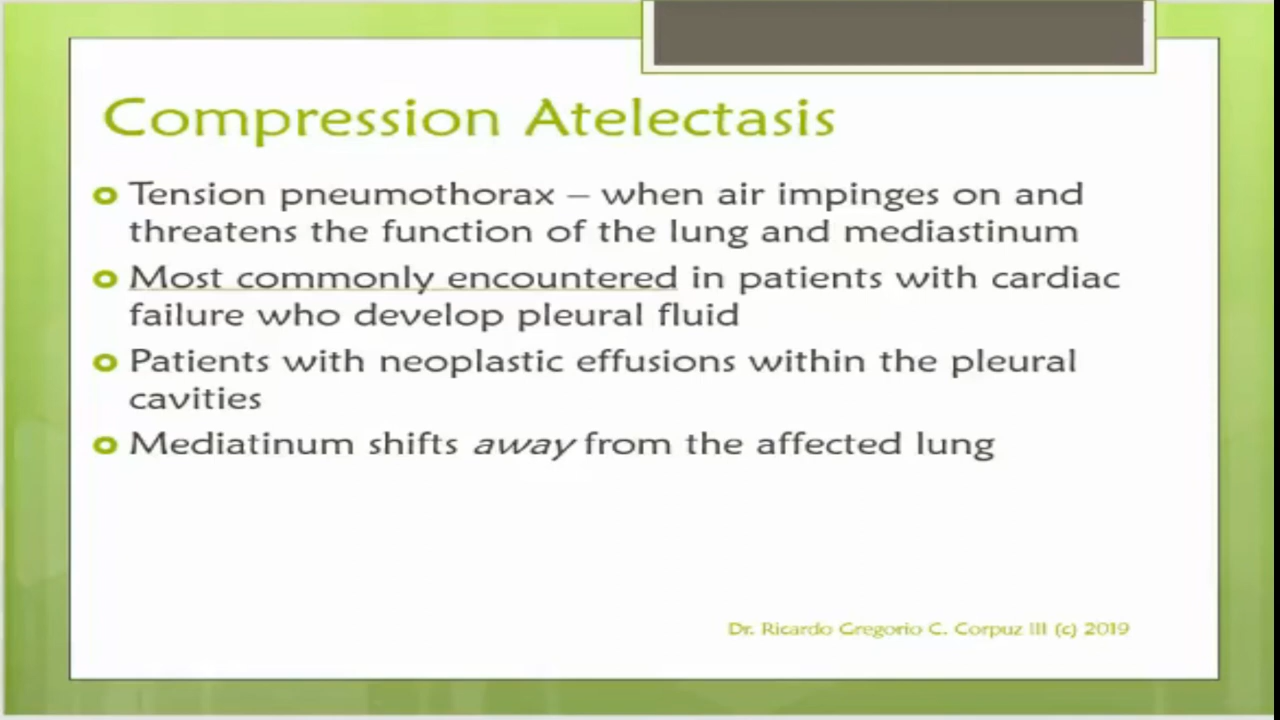 Compression Atelectasis
Tension pneumothorax – when air impinges on and
threatens the function of the lung and mediastinum
Most commonly encountered in patients with cardiac
failure who develop pleural fluid
Patients with neoplastic effusions within the pleural
cavities
Mediatinum shifts away from the affected lung
Dr. Ricardo Gregorio C. Corpuz III (c) 2019